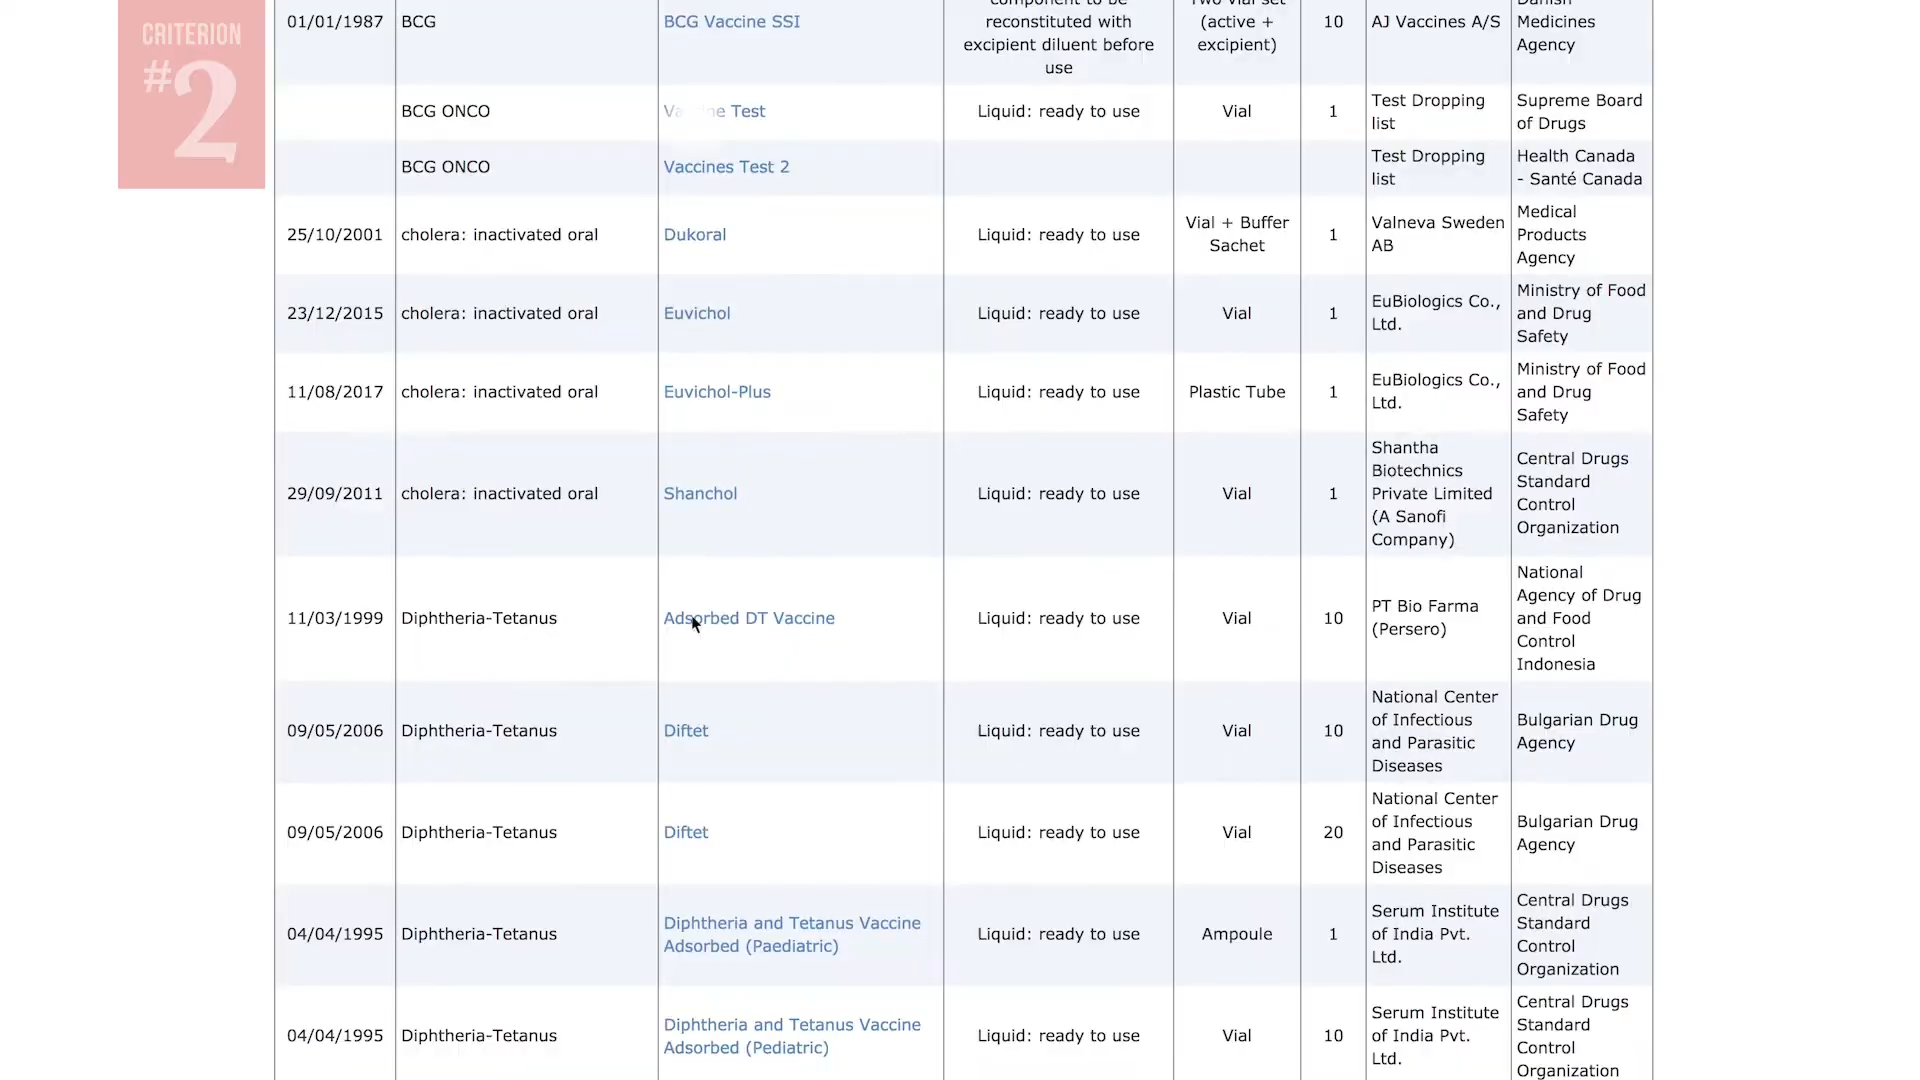 CRITERION
#2
01/01/1987 BCG BCG Vaccine SSI component to be reconstituted with excipient diluent before use Two vial set (active + excipient) 10 AJ Vaccines A/S Danish Medicines Agency
BCG ONCO Vaccine Test Liquid: ready to use Vial 1 Test Dropping list Supreme Board of Drugs
BCG ONCO Vaccines Test 2 Test Dropping list Health Canada - Santé Canada
25/10/2001 cholera: inactivated oral Dukoral Liquid: ready to use Vial + Buffer Sachet 1 Valneva Sweden AB Medical Products Agency
23/12/2015 cholera: inactivated oral Euvichol Liquid: ready to use Vial 1 EuBiologics Co., Ltd. Ministry of Food and Drug Safety
11/08/2017 cholera: inactivated oral Euvichol-Plus Liquid: ready to use Plastic Tube 1 EuBiologics Co., Ltd. Ministry of Food and Drug Safety
29/09/2011 cholera: inactivated oral Shanchol Liquid: ready to use Vial 1 Shantha Biotechnics Private Limited (A Sanofi Company) Central Drugs Standard Control Organization
11/03/1999 Diphtheria-Tetanus Adsorbed DT Vaccine Liquid: ready to use Vial 10 PT Bio Farma (Persero) National Agency of Drug and Food Control Indonesia
09/05/2006 Diphtheria-Tetanus Diftet Liquid: ready to use Vial 10 National Center of Infectious and Parasitic Diseases Bulgarian Drug Agency
09/05/2006 Diphtheria-Tetanus Diftet Liquid: ready to use Vial 20 National Center of Infectious and Parasitic Diseases Bulgarian Drug Agency
04/04/1995 Diphtheria-Tetanus Diphtheria and Tetanus Vaccine Adsorbed (Paediatric) Liquid: ready to use Ampoule 1 Serum Institute of India Pvt. Ltd. Central Drugs Standard Control Organization
04/04/1995 Diphtheria-Tetanus Diphtheria and Tetanus Vaccine Adsorbed (Pediatric) Liquid: ready to use Vial 10 Serum Institute of India Pvt. Ltd. Central Drugs Standard Control Organization